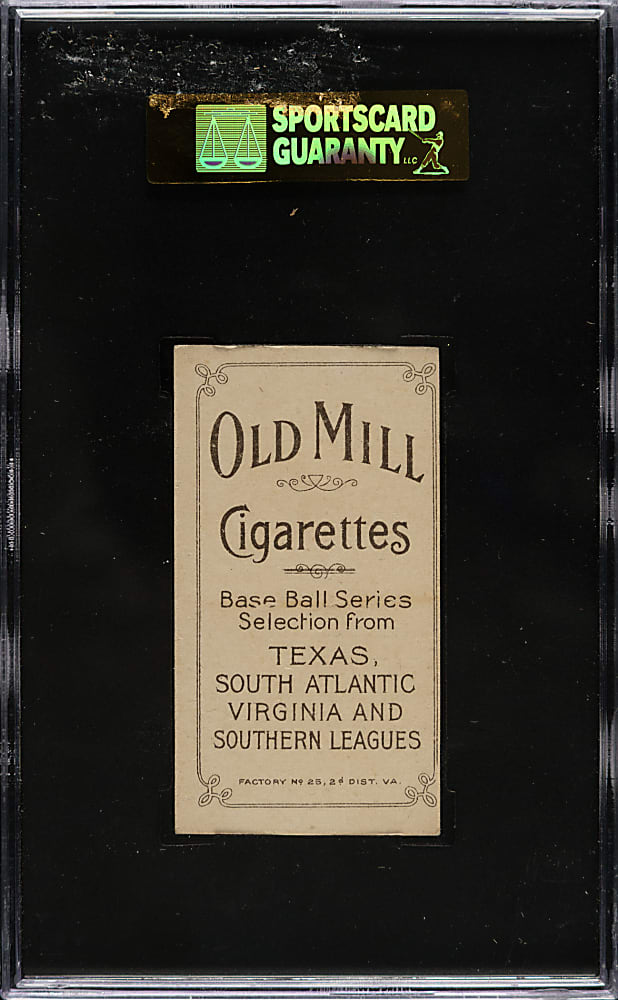 SPORTSCARD
GUARANTY LLC
OLD MILL
Cigarettes
Base Ball Series
Selection from
TEXAS,
SOUTH ATLANTIC
VIRGINIA AND
SOUTHERN LEAGUES
FACTORY Nº 25, 2d DIST. VA.